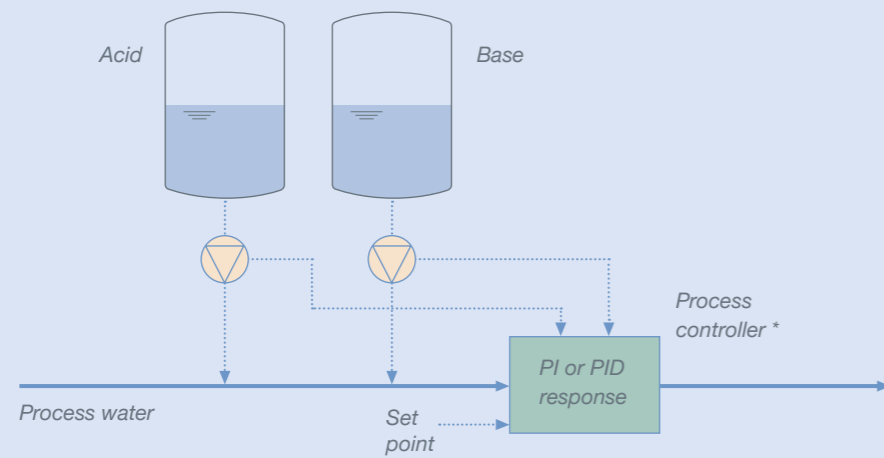 Acid
Base
Process
controller *
PI or PID
response
Process water
Set
point